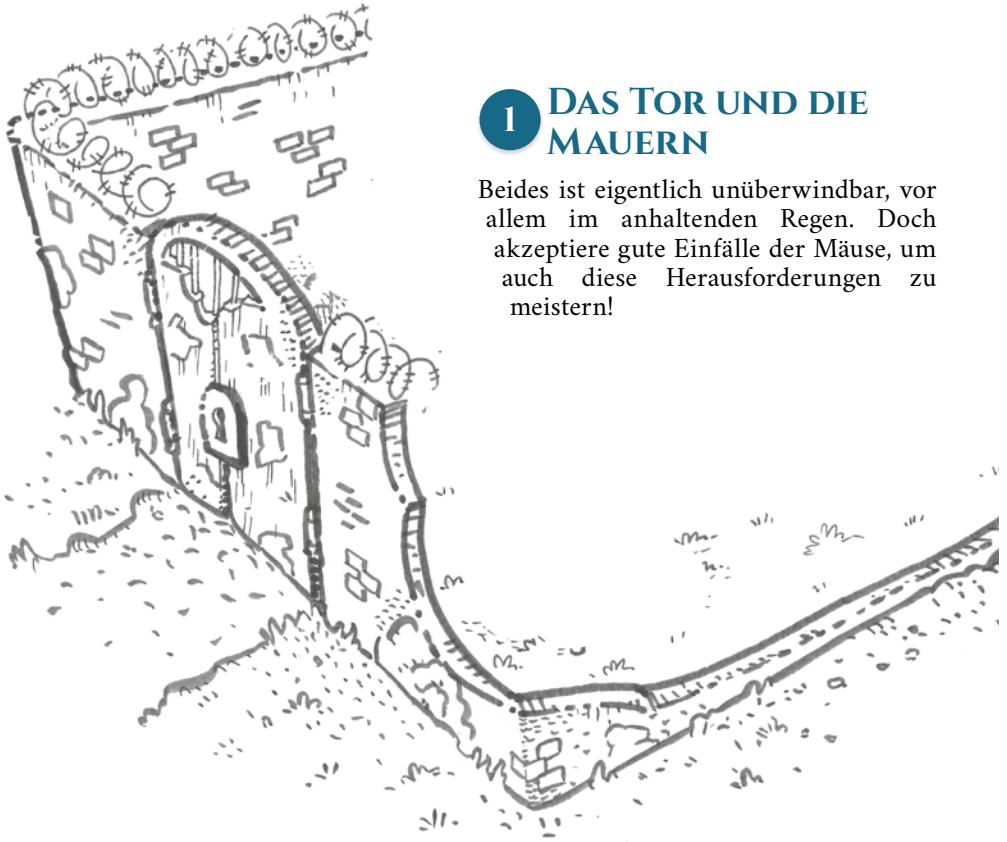 1 Das Tor und die
Mauern
Beides ist eigentlich unüberwindbar, vor
allem im anhaltenden Regen. Doch
akzeptiere gute Einfälle der Mäuse, um
auch diese Herausforderungen zu
meistern!